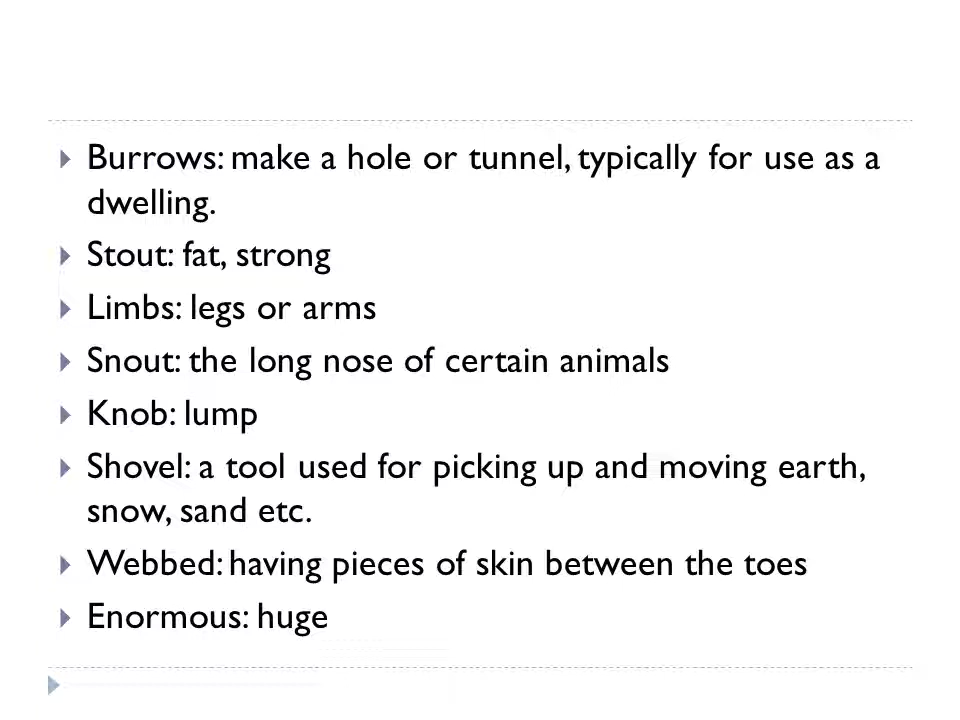 Burrows: make a hole or tunnel, typically for use as a
dwelling.
Stout: fat, strong
Limbs: legs or arms
Snout: the long nose of certain animals
Knob: lump
Shovel: a tool used for picking up and moving earth,
snow, sand etc.
Webbed: having pieces of skin between the toes
Enormous: huge